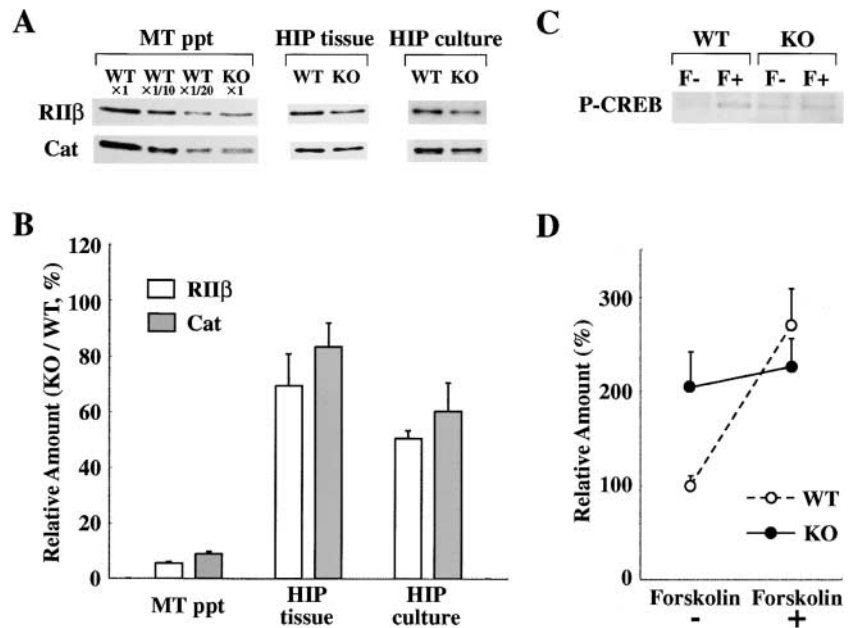 A
MT ppt
HIP tissue
HIP culture
WT WT WT KO
×1 ×1/10 ×1/20 ×1
WT KO
WT KO
RIIβ
Cat
C
WT KO
F- F+ F- F+
P-CREB
B
Relative Amount (KO / WT, %)
120
100
80
60
40
20
0
RIIβ
Cat
MT ppt
HIP
tissue
HIP
culture
D
Relative Amount (%)
300
200
100
0
WT
KO
Forskolin Forskolin
- +